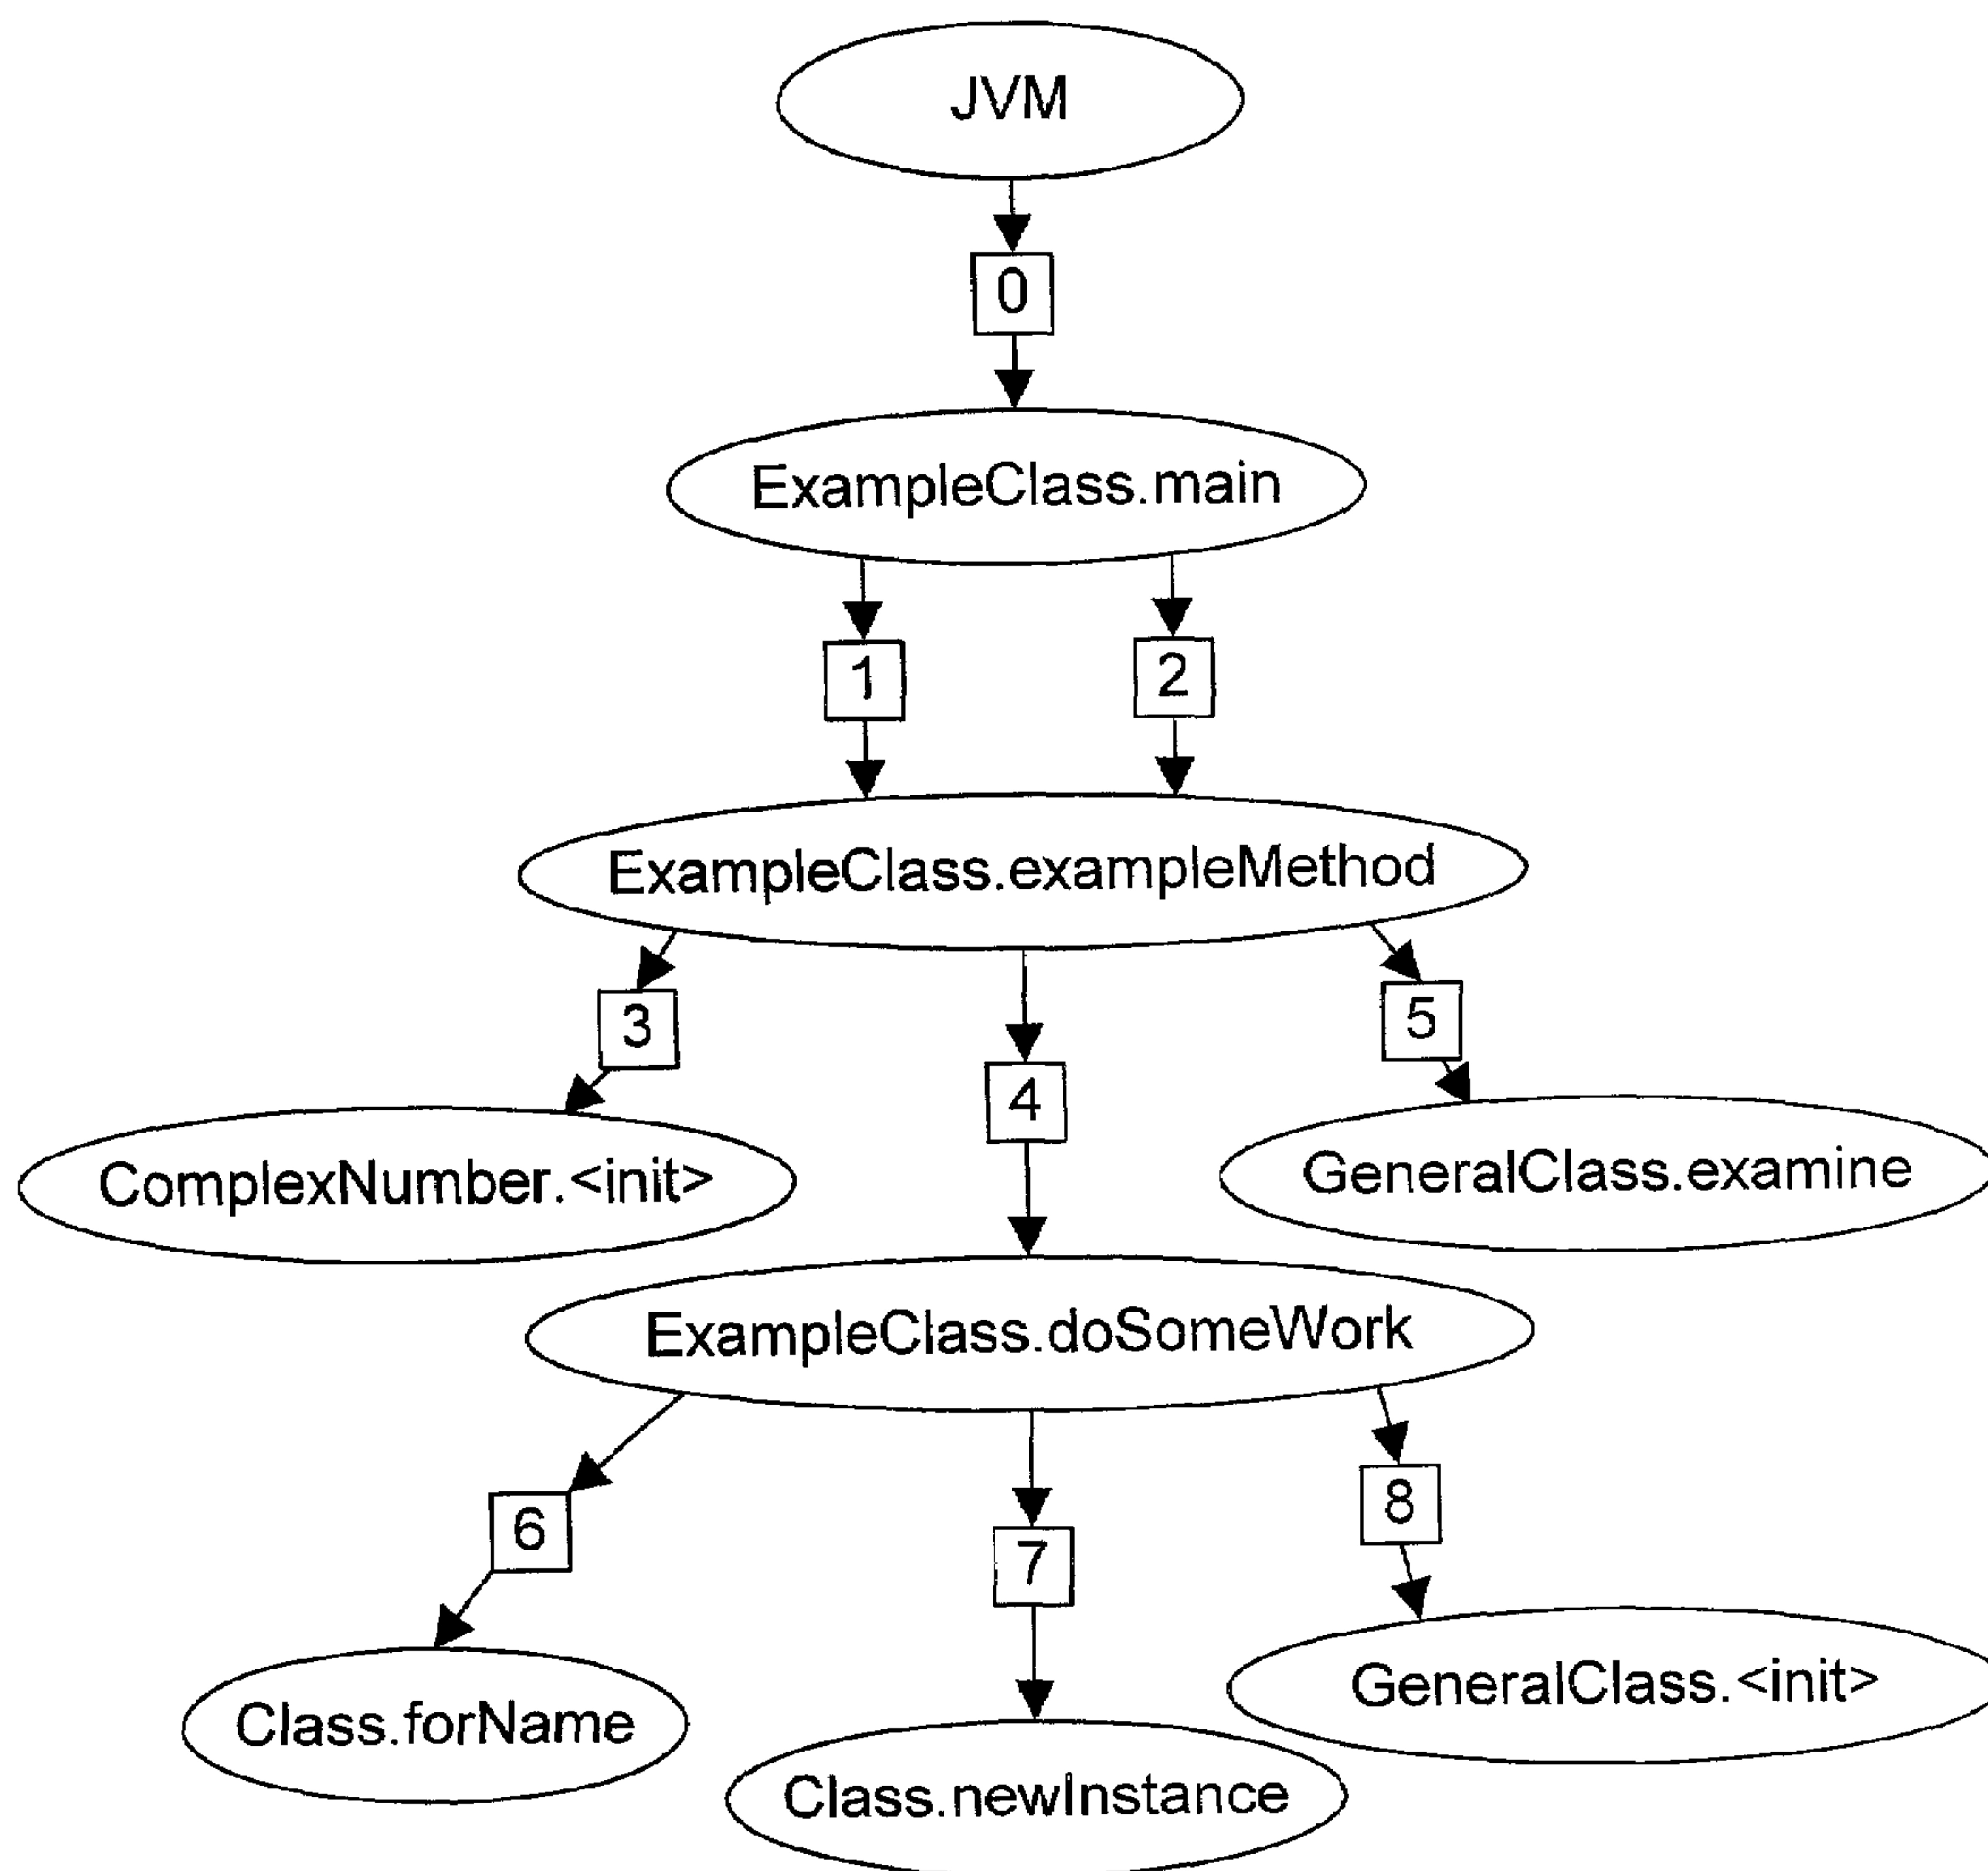 JVM
0
ExampleClass.main
1
2
ExampleClass.exampleMethod
3
4
5
ComplexNumber.<init>
GeneralClass.examine
ExampleClass.doSomeWork
6
7
8
Class.forName
Class.newInstance
GeneralClass.<init>